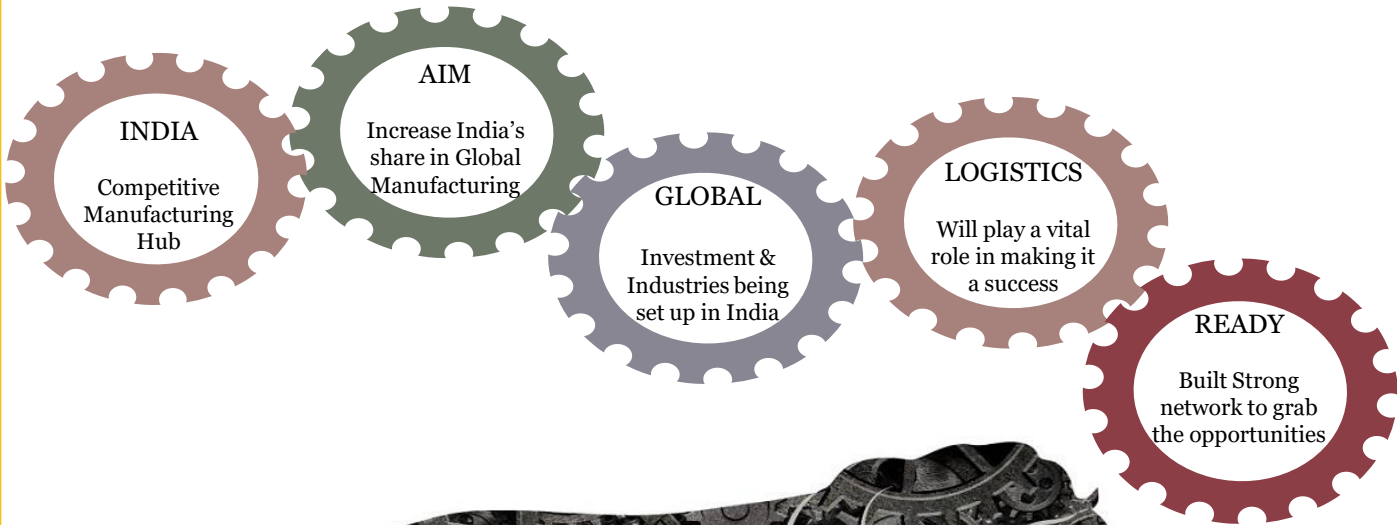 INDIA
Competitive
Manufacturing
Hub
AIM
Increase India’s
share in Global
Manufacturing
GLOBAL
Investment &
Industries being
set up in India
LOGISTICS
Will play a vital
role in making it
a success
READY
Built Strong
network to grab
the opportunities